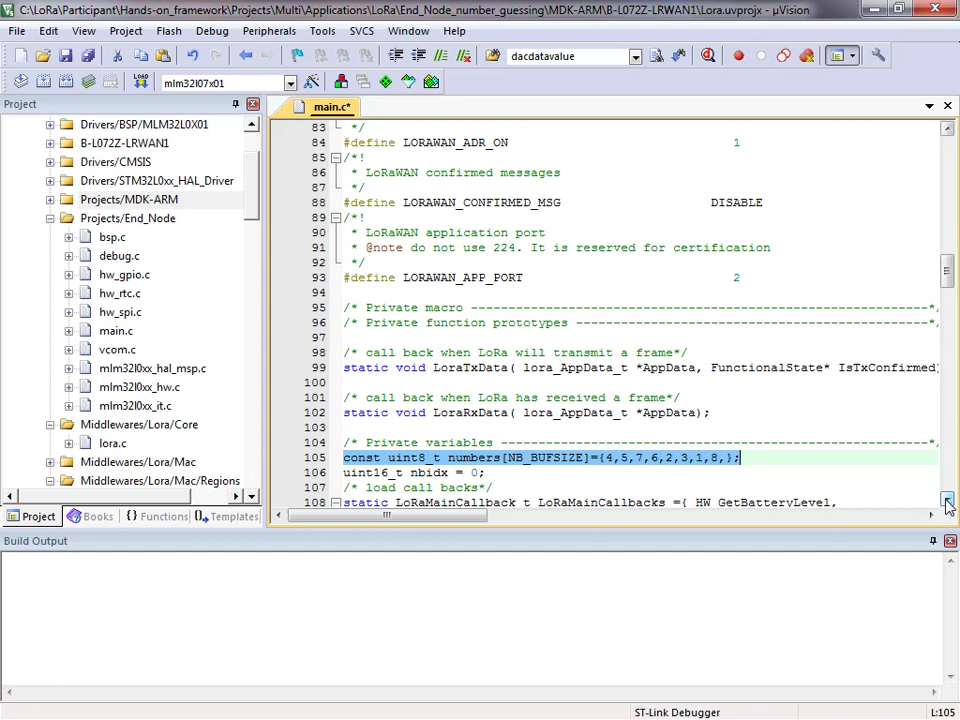 C:\LoRa\Participant\Hands-on_framework\Projects\Multi\Applications\LoRa\End_Node_number_guessing\MDK-ARM\B-L072Z-LRWAN1\Lora.uvprojx - µVision
File Edit View Project Flash Debug Peripherals Tools SVCS Window Help
dacdatavalue
LOAD mlm32l07x01
Project
main.c*
Drivers/BSP/MLM32L0X01
B-L072Z-LRWAN1
Drivers/CMSIS
Drivers/STM32L0xx_HAL_Driver
Projects/MDK-ARM
Projects/End_Node
bsp.c
debug.c
hw_gpio.c
hw_rtc.c
hw_spi.c
main.c
vcom.c
mlm32l0xx_hal_msp.c
mlm32l0xx_hw.c
mlm32l0xx_it.c
Middlewares/Lora/Core
lora.c
Middlewares/Lora/Mac
Middlewares/Lora/Mac/Regions
Project Books {} Functions Templates
83 */
84 #define LORAWAN_ADR_ON 1
85 /*!
86 * LoRaWAN confirmed messages
87 */
88 #define LORAWAN_CONFIRMED_MSG DISABLE
89 /*!
90 * LoRaWAN application port
91 * @note do not use 224. It is reserved for certification
92 */
93 #define LORAWAN_APP_PORT 2
94
95 /* Private macro -------------------------------------------------------------*/
96 /* Private function prototypes -----------------------------------------------*/
97
98 /* call back when LoRa will transmit a frame*/
99 static void LoraTxData( lora_AppData_t *AppData, FunctionalState* IsTxConfirmed)
100
101 /* call back when LoRa has received a frame*/
102 static void LoraRxData( lora_AppData_t *AppData);
103
104 /* Private variables ---------------------------------------------------------*/
105 const uint8_t numbers[NB_BUFSIZE]={4,5,7,6,2,3,1,8,};
106 uint16_t nbidx = 0;
107 /* load call backs*/
108 static LoRaMainCallback_t LoRaMainCallbacks ={ HW_GetBatteryLevel,
Build Output
ST-Link Debugger L:105